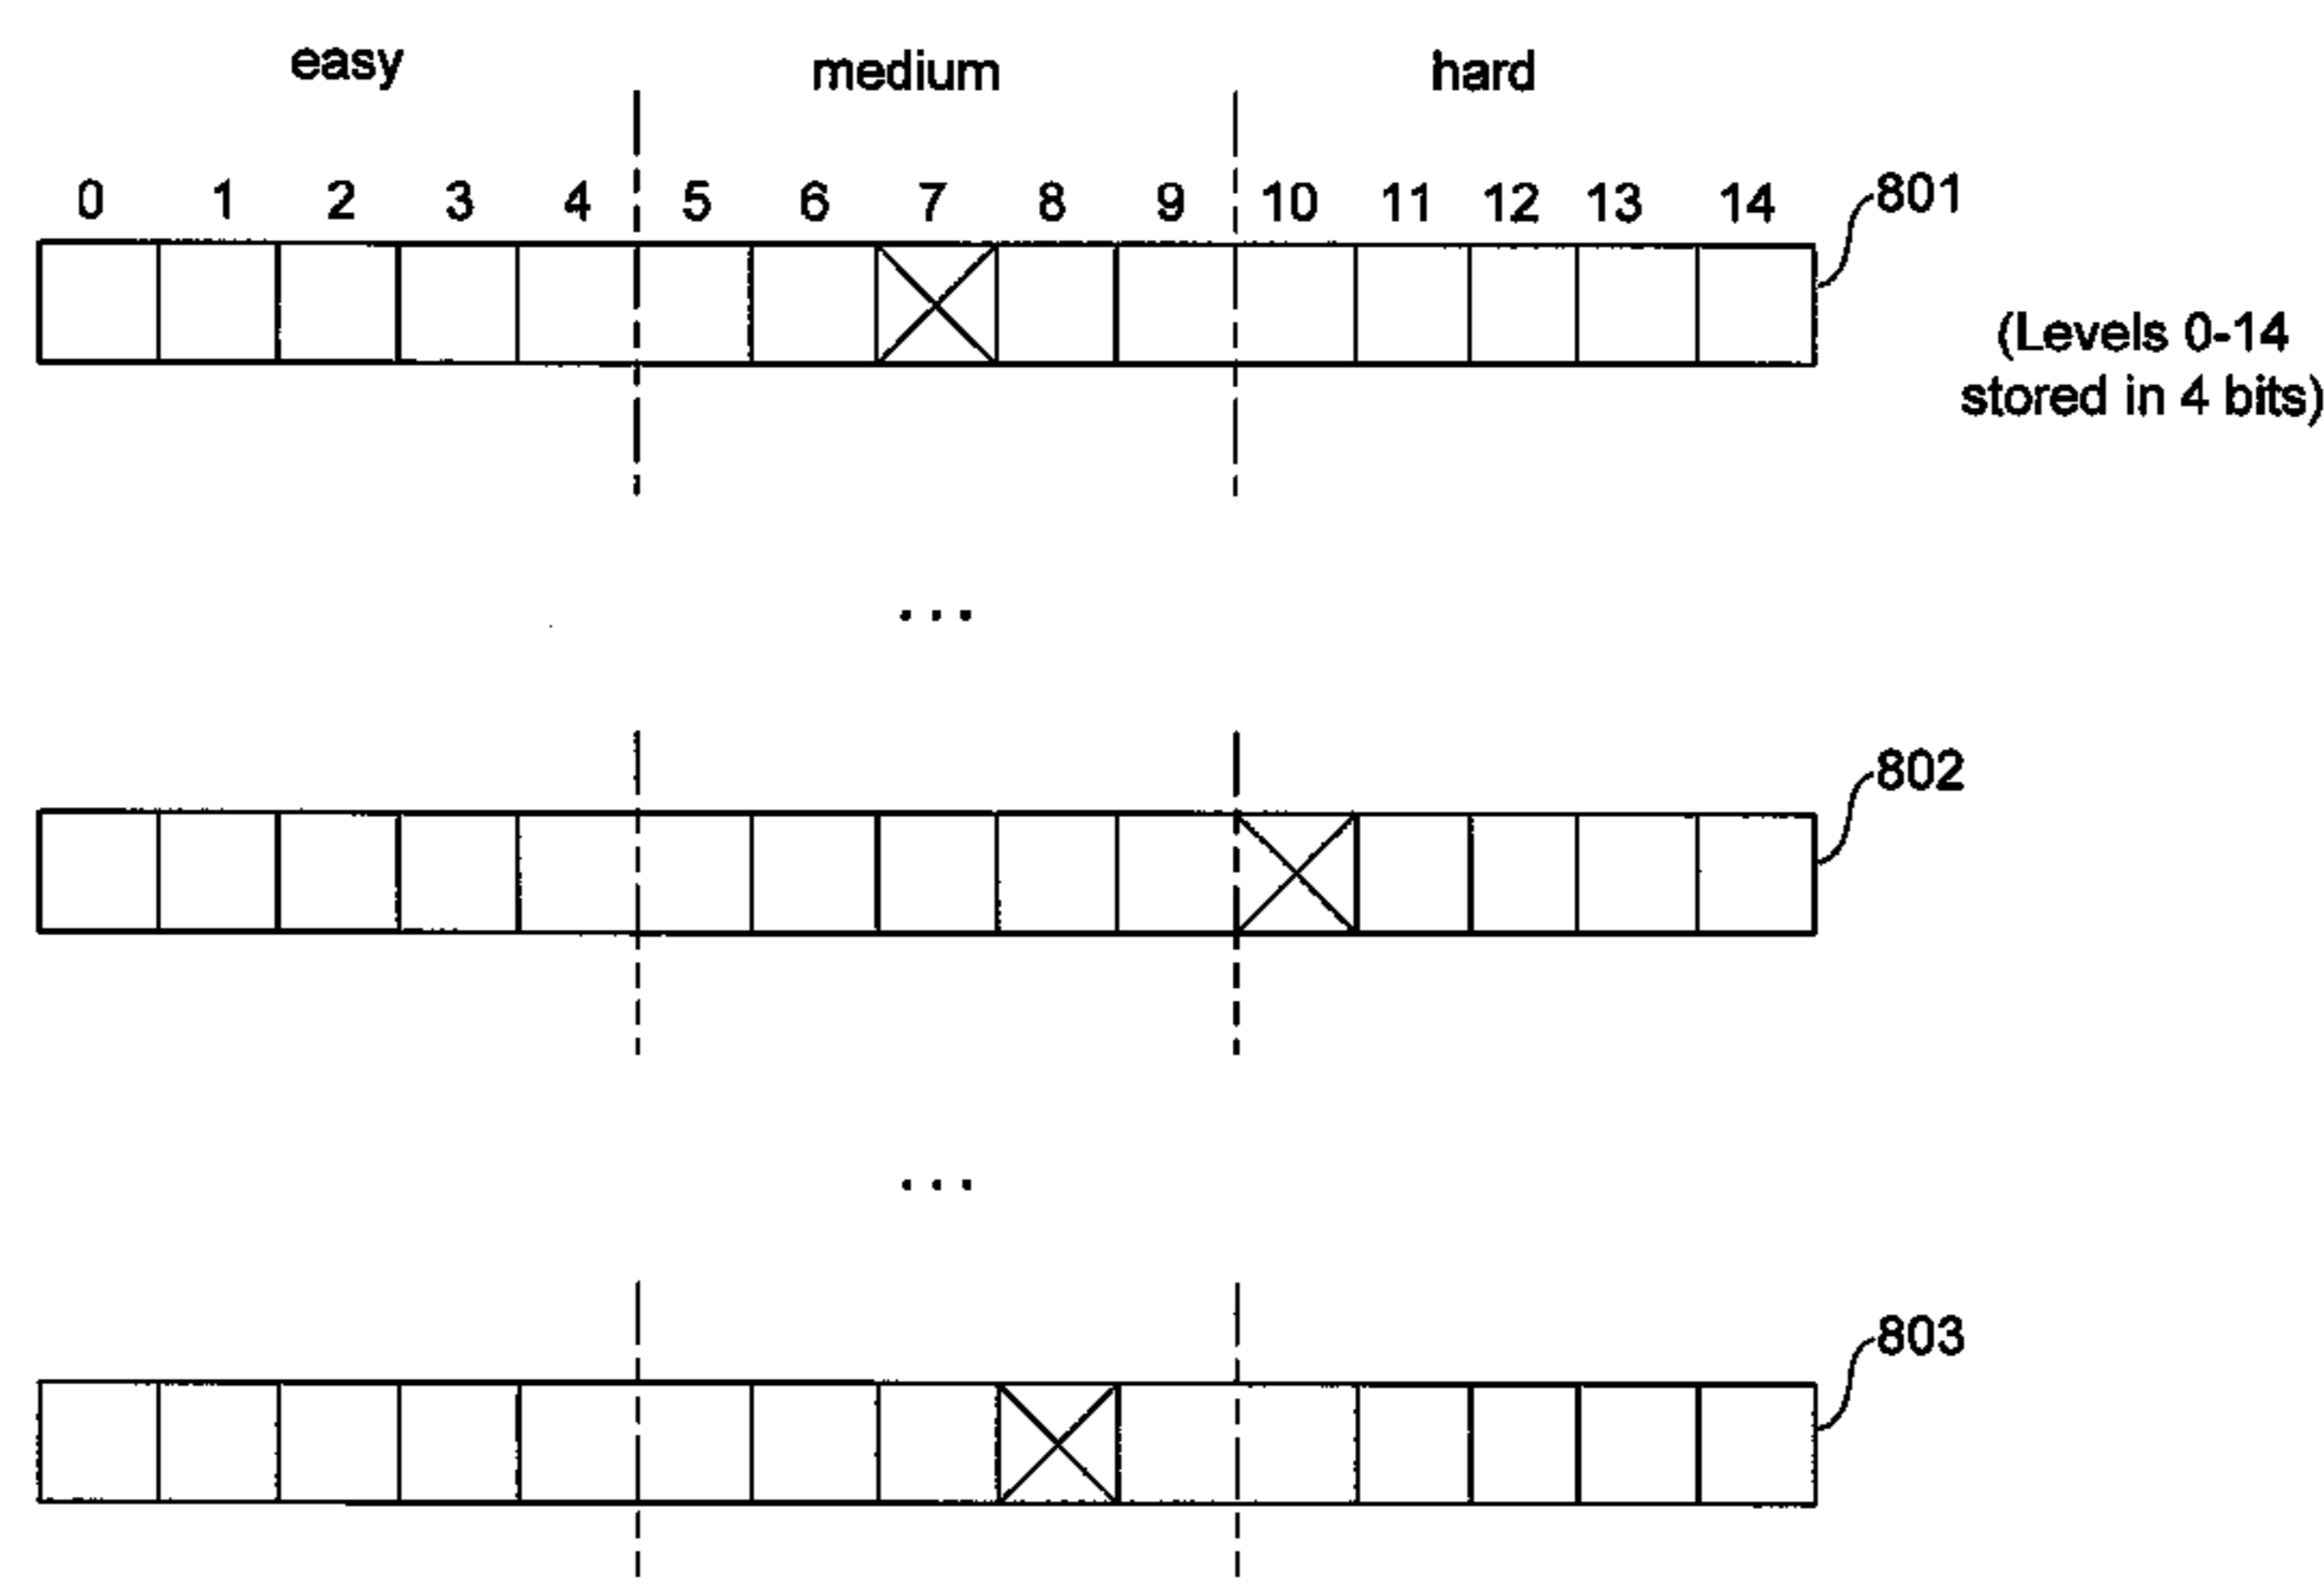 easy medium hard
0 1 2 3 4 5 6 7 8 9 10 11 12 13 14 801
(Levels 0-14
stored in 4 bits)
...
802
...
803